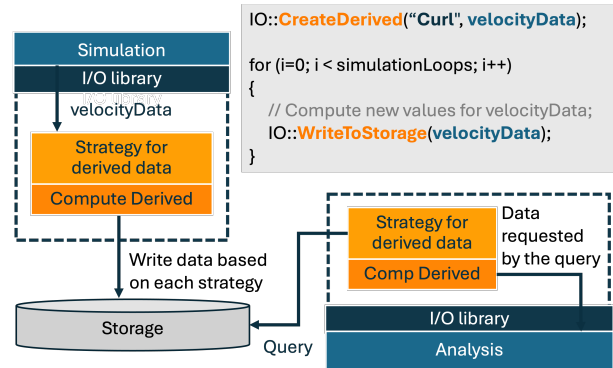 IO::CreateDerived(“Curl", velocityData);
for (i=0; i < simulationLoops; i++)
{
// Compute new values for velocityData;
IO::WriteToStorage(velocityData);
}
Simulation
I/O library
velocityData
Strategy for
derived data
Compute Derived
Write data based
on each strategy
Storage
Strategy for
derived data
Comp Derived
Data
requested
by the query
Query
I/O library
Analysis